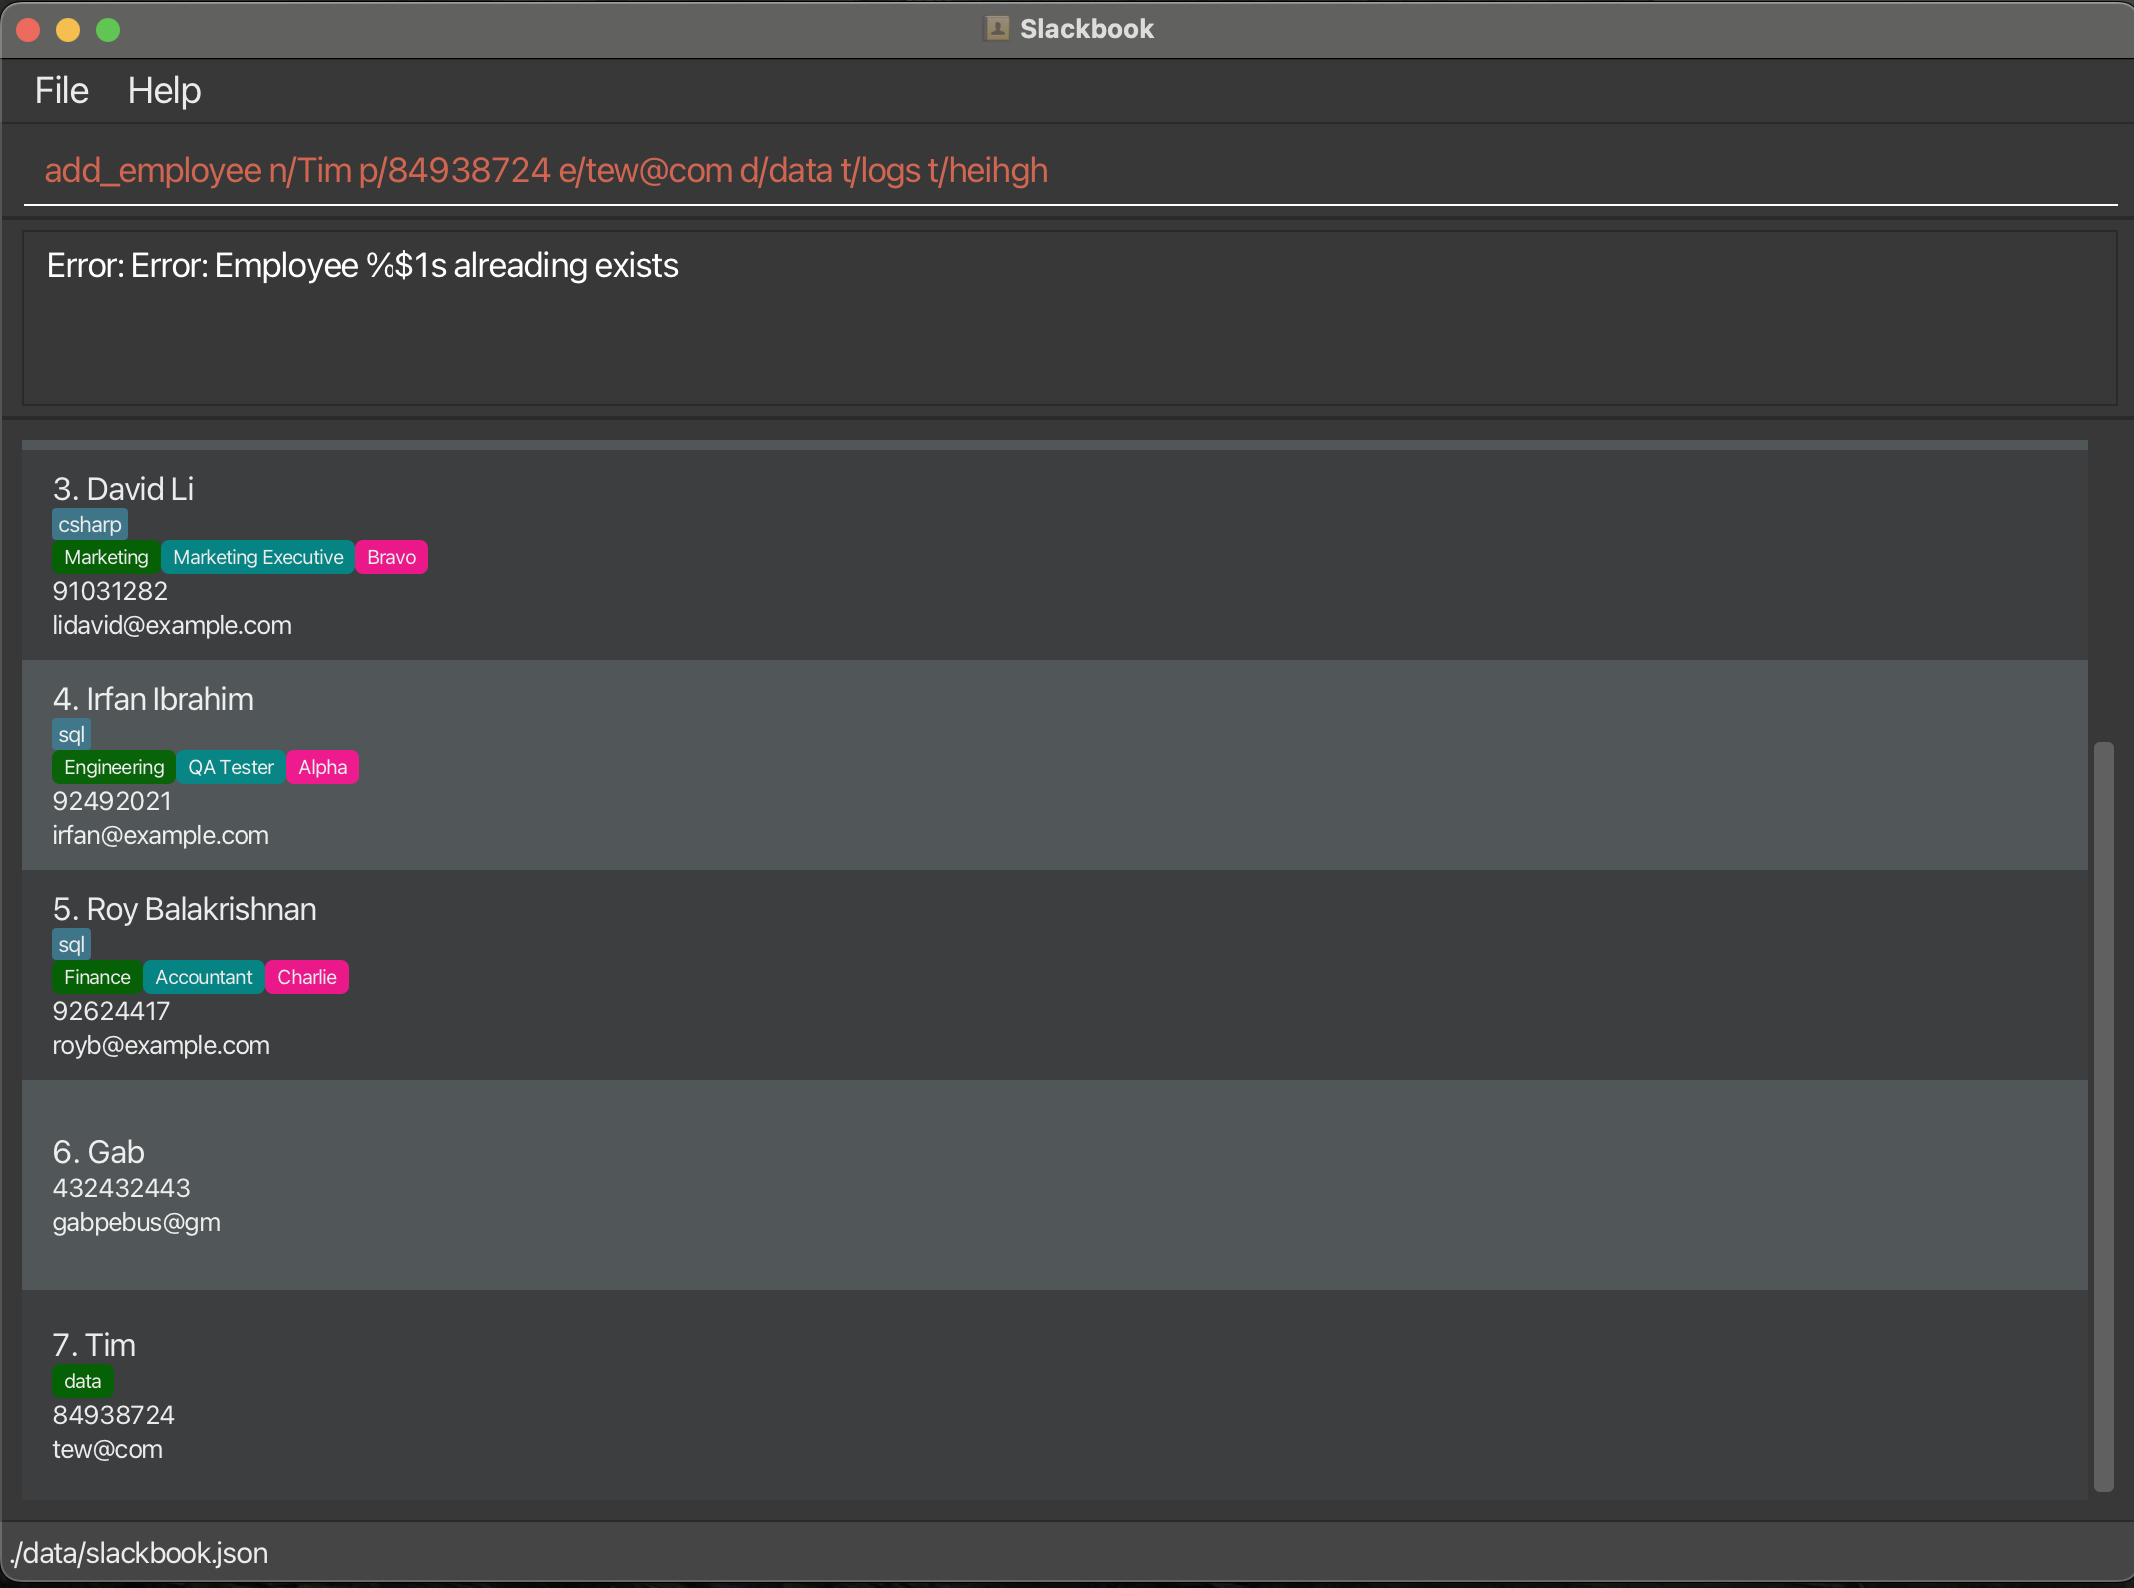 Slackbook
File Help
add_employee n/Tim p/84938724 e/tew@com d/data t/logs t/heihgh
Error: Error: Employee %$1s alreading exists
3. David Li
csharp
Marketing Marketing Executive Bravo
91031282
lidavid@example.com
4. Irfan Ibrahim
sql
Engineering QA Tester Alpha
92492021
irfan@example.com
5. Roy Balakrishnan
sql
Finance Accountant Charlie
92624417
royb@example.com
6. Gab
432432443
gabpebus@gm
7. Tim
data
84938724
tew@com
./data/slackbook.json